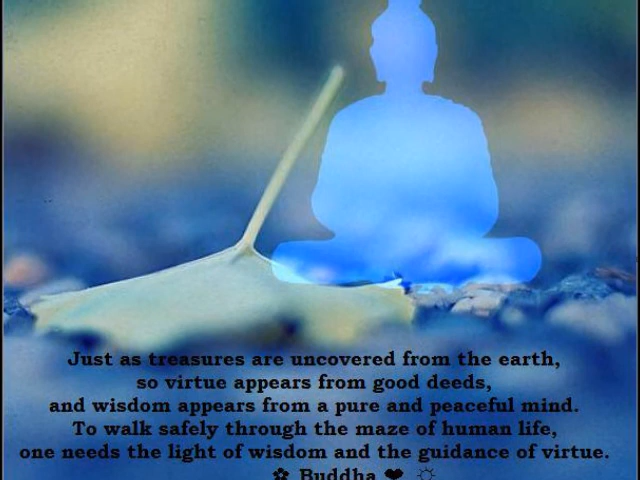 Just as treasures are uncovered from the earth,
so virtue appears from good deeds,
and wisdom appears from a pure and peaceful mind.
To walk safely through the maze of human life,
one needs the light of wisdom and the guidance of virtue.
✿ Buddha ❤ ☼